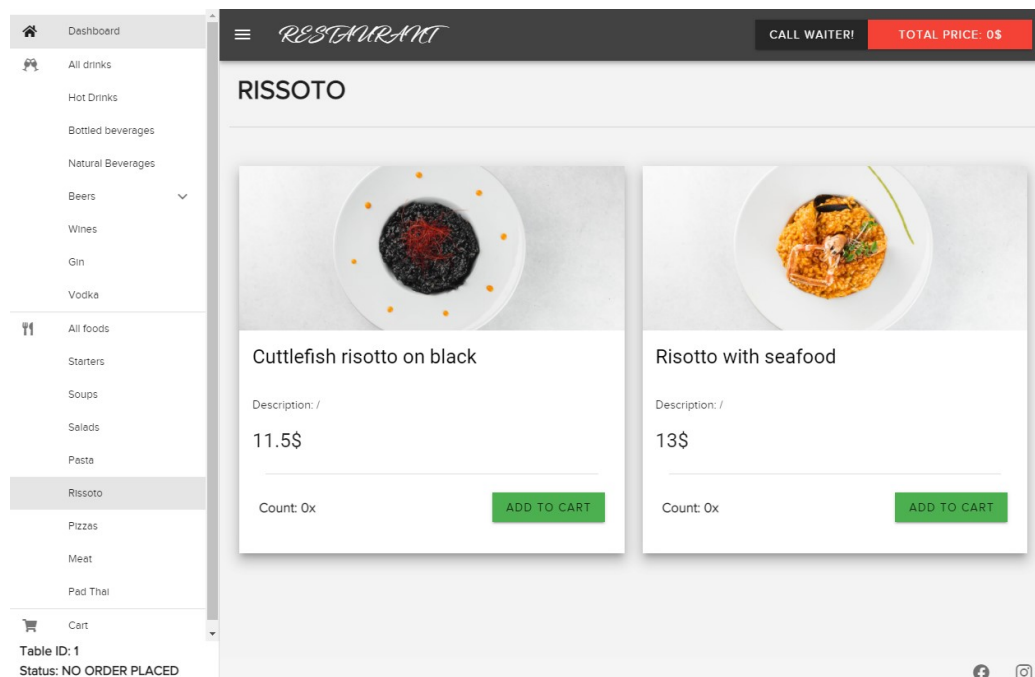 Dashboard
All drinks
Hot Drinks
Bottled beverages
Natural Beverages
Beers
Wines
Gin
Vodka
All foods
Starters
Soups
Salads
Pasta
Rissoto
Pizzas
Meat
Pad Thai
Cart
Table ID: 1
Status: NO ORDER PLACED
RESTAURANT
CALL WAITER!
TOTAL PRICE: 0$
RISSOTO
Cuttlefish risotto on black
Description: /
11.5$
Count: 0x
ADD TO CART
Risotto with seafood
Description: /
13$
Count: 0x
ADD TO CART